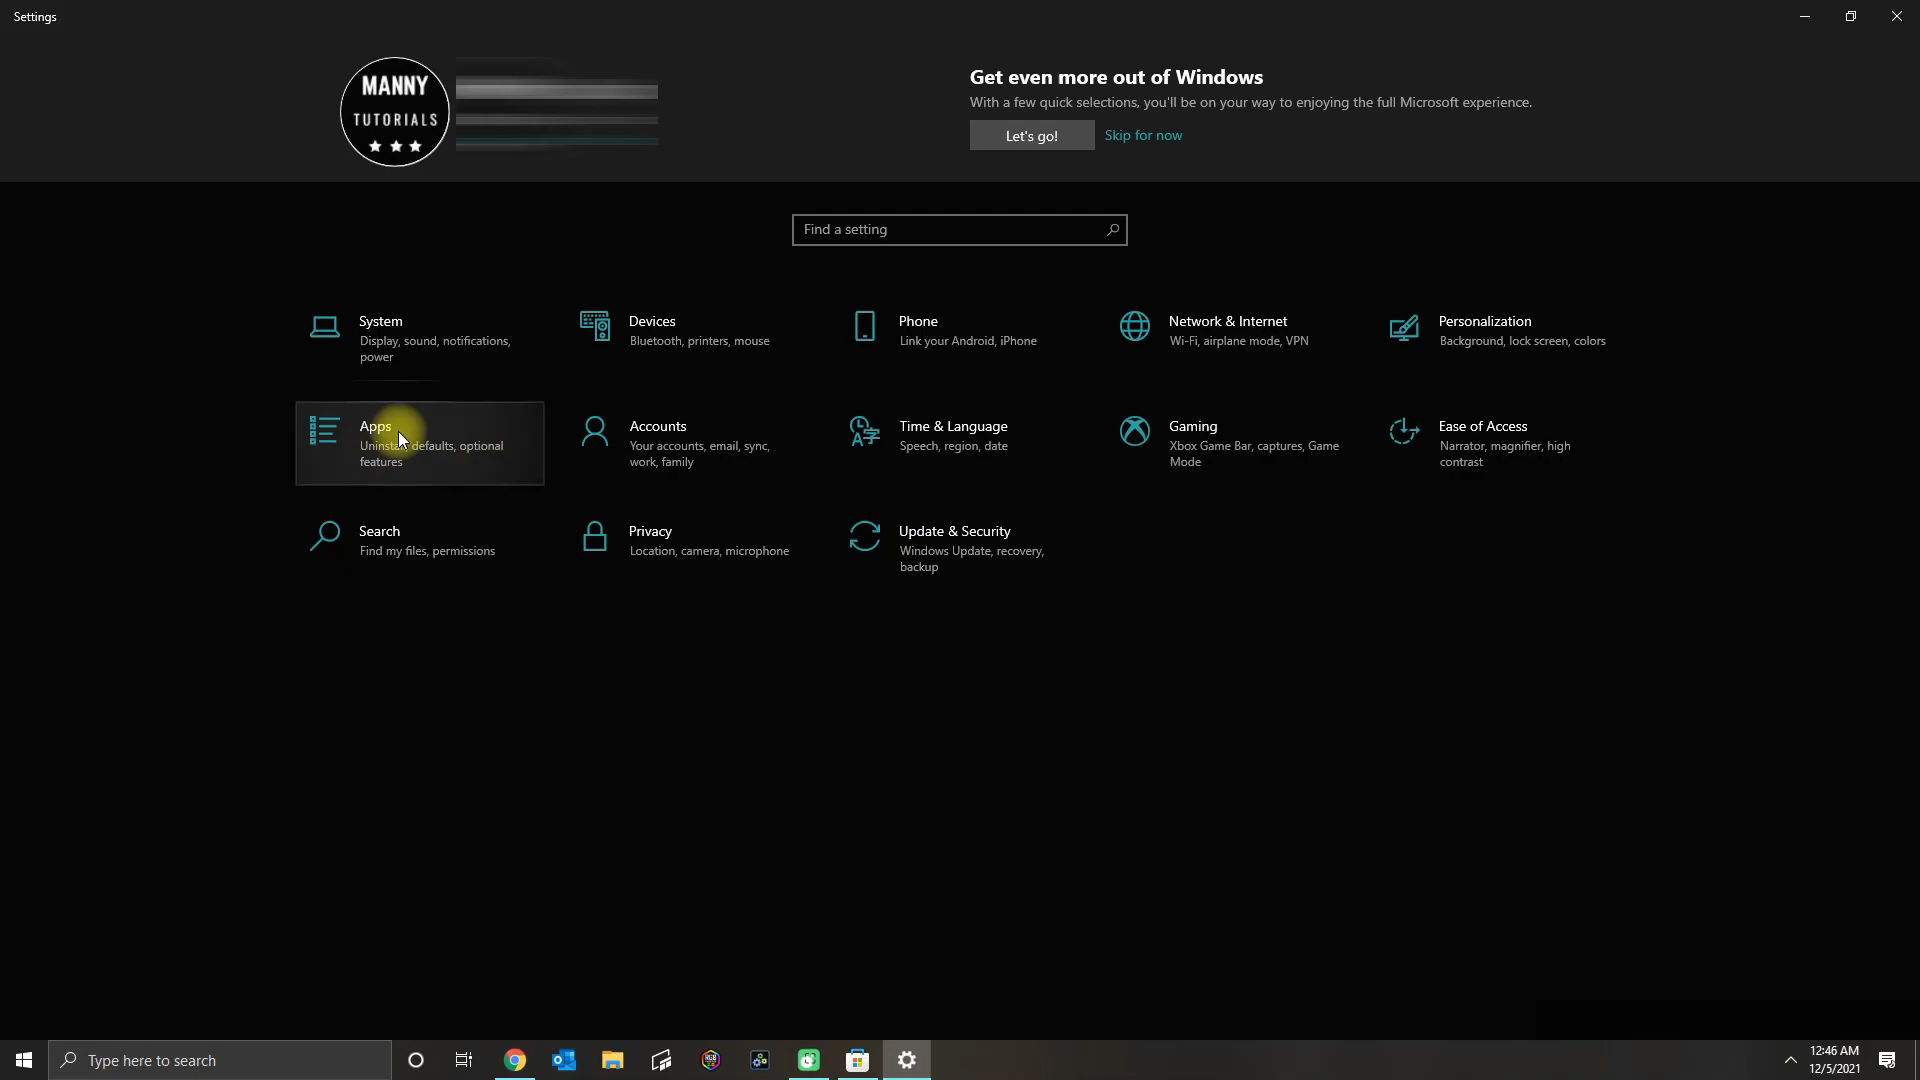 Settings
MANNY
TUTORIALS
Get even more out of Windows
With a few quick selections, you'll be on your way to enjoying the full Microsoft experience.
Let's go!
Skip for now
Find a setting
System
Display, sound, notifications,
power
Devices
Bluetooth, printers, mouse
Phone
Link your Android, iPhone
Network & Internet
Wi-Fi, airplane mode, VPN
Personalization
Background, lock screen, colors
Apps
Uninstall, defaults, optional
features
Accounts
Your accounts, email, sync,
work, family
Time & Language
Speech, region, date
Gaming
Xbox Game Bar, captures, Game
Mode
Ease of Access
Narrator, magnifier, high
contrast
Search
Find my files, permissions
Privacy
Location, camera, microphone
Update & Security
Windows Update, recovery,
backup
Type here to search
12:46 AM
12/5/2021